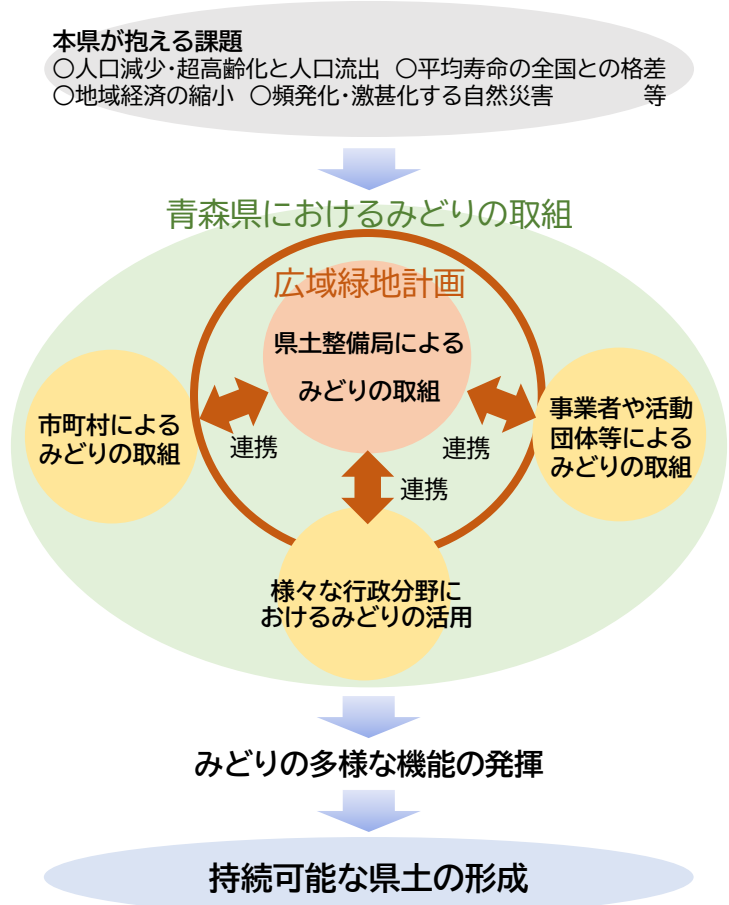 本県が抱える課題
○人口減少・超高齢化と人口流出 ○平均寿命の全国との格差
○地域経済の縮小 ○頻発化・激甚化する自然災害 等
青森県におけるみどりの取組
広域緑地計画
県土整備局による
みどりの取組
市町村による
みどりの取組
連携
事業者や活動
団体等による
みどりの取組
連携
連携
様々な行政分野に
おけるみどりの活用
みどりの多様な機能の発揮
持続可能な県土の形成